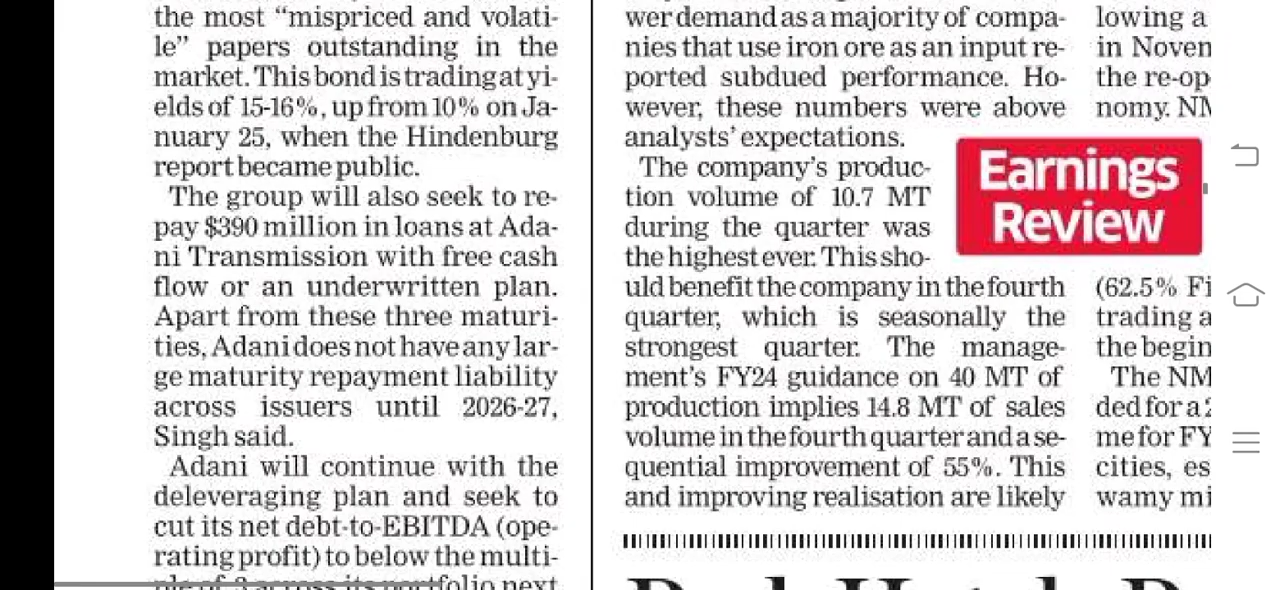 the most “mispriced and volati-
le” papers outstanding in the
market. This bond is trading at yi-
elds of 15-16%, up from 10% on Ja-
nuary 25, when the Hindenburg
report became public.
The group will also seek to re-
pay $390 million in loans at Ada-
ni Transmission with free cash
flow or an underwritten plan.
Apart from these three maturi-
ties, Adani does not have any lar-
ge maturity repayment liability
across issuers until 2026-27,
Singh said.
Adani will continue with the
deleveraging plan and seek to
cut its net debt-to-EBITDA (ope-
rating profit) to below the multi-
ple of 3 across its portfolio next
wer demand as a majority of compa-
nies that use iron ore as an input re-
ported subdued performance. Ho-
wever, these numbers were above
analysts’ expectations.
The company’s produc-
tion volume of 10.7 MT
during the quarter was
the highest ever. This sho-
uld benefit the company in the fourth
quarter, which is seasonally the
strongest quarter. The manage-
ment’s FY24 guidance on 40 MT of
production implies 14.8 MT of sales
volume in the fourth quarter and a se-
quential improvement of 55%. This
and improving realisation are likely
Earnings
Review
lowing a
in Noven
the re-op
nomy. NM
(62.5% Fi
trading a
the begin
The NM
ded for a 2
me for FY
cities, es
wamy mi